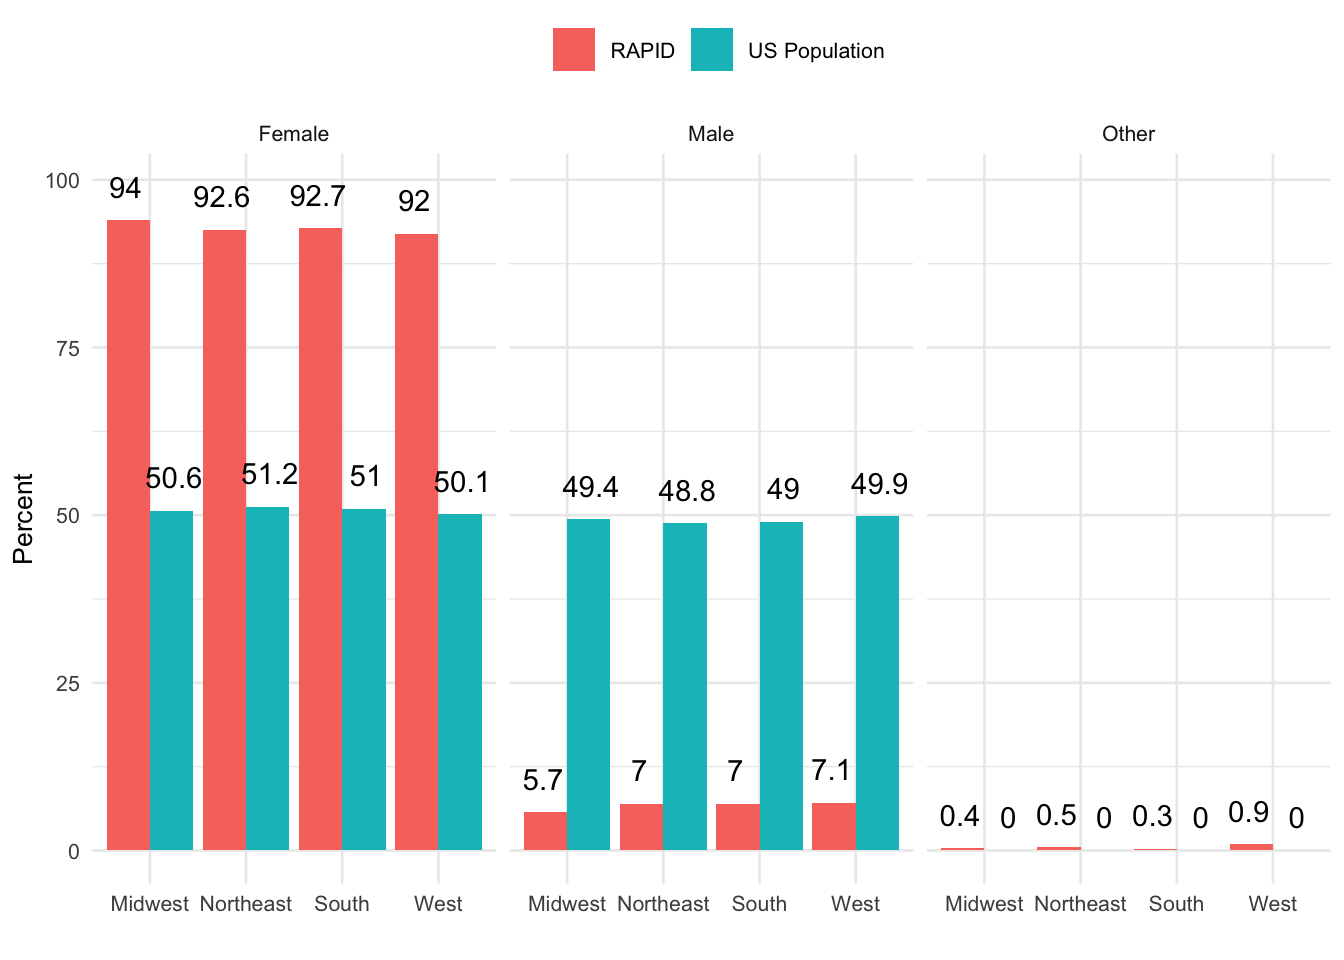 RAPID US Population
Female Male Other
100
94 92.6 92.7 92
75
50.6 51.2 51 50.1 49.4 48.8 49 49.9
50
Percent
25
5.7 7 7 7.1
0.4 0 0.5 0 0.3 0 0.9 0
0
Midwest Northeast South West Midwest Northeast South West Midwest Northeast South West